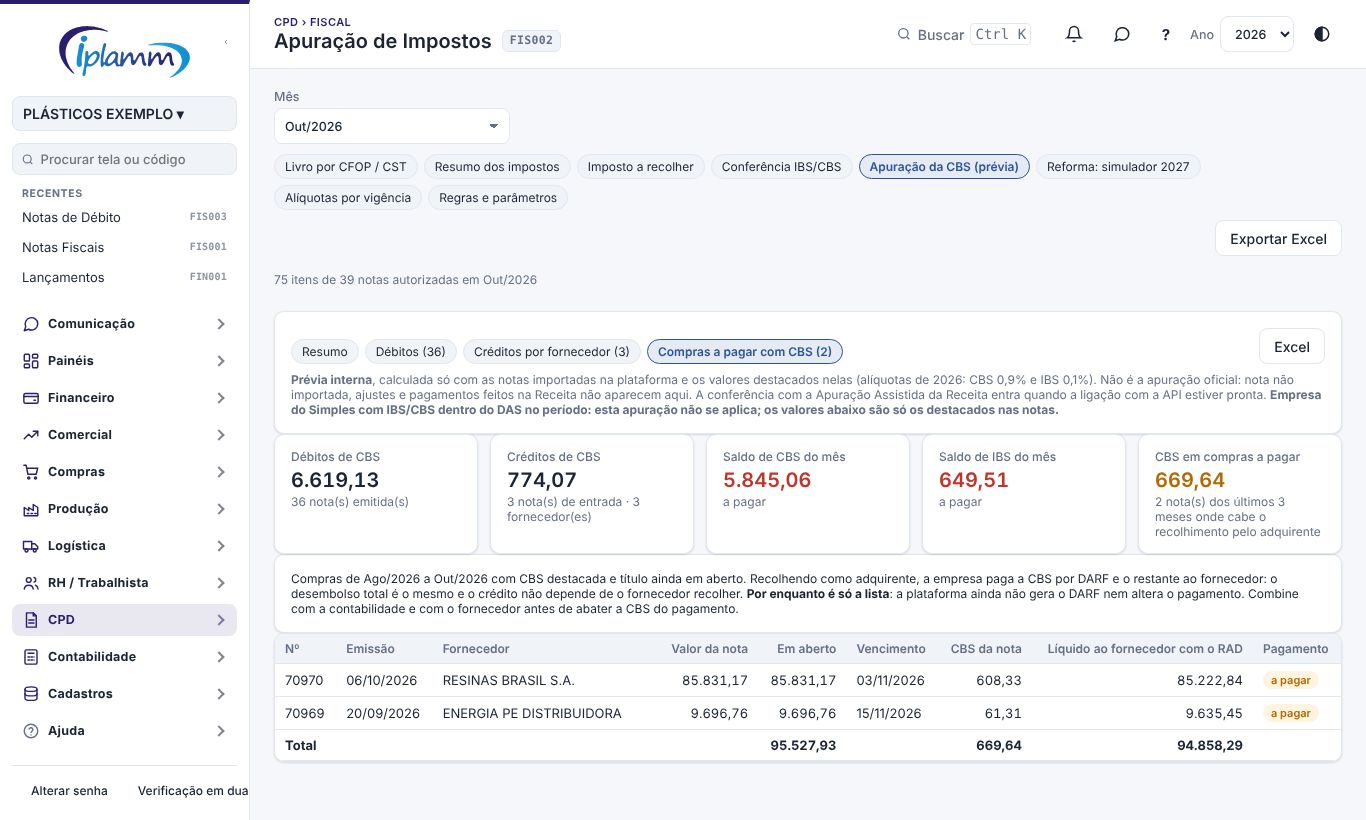 iplamm
PLÁSTICOS EXEMPLO ▾
Procurar tela ou código
RECENTES
Notas de Débito FIS003
Notas Fiscais FIS001
Lançamentos FIN001
Comunicação
Painéis
Financeiro
Comercial
Compras
Produção
Logística
RH / Trabalhista
CPD
Contabilidade
Cadastros
Ajuda
Alterar senha Verificação em dua
CPD › FISCAL
Apuração de Impostos FIS002
Buscar Ctrl K ? Ano 2026
Mês
Out/2026
Livro por CFOP / CST Resumo dos impostos Imposto a recolher Conferência IBS/CBS Apuração da CBS (prévia) Reforma: simulador 2027
Alíquotas por vigência Regras e parâmetros
Exportar Excel
75 itens de 39 notas autorizadas em Out/2026
Resumo Débitos (36) Créditos por fornecedor (3) Compras a pagar com CBS (2) Excel
Prévia interna, calculada só com as notas importadas na plataforma e os valores destacados nelas (alíquotas de 2026: CBS 0,9% e IBS 0,1%). Não é a apuração oficial: nota não
importada, ajustes e pagamentos feitos na Receita não aparecem aqui. A conferência com a Apuração Assistida da Receita entra quando a ligação com a API estiver pronta. Empresa
do Simples com IBS/CBS dentro do DAS no período: esta apuração não se aplica; os valores abaixo são só os destacados nas notas.
Débitos de CBS
6.619,13
36 nota(s) emitida(s)
Créditos de CBS
774,07
3 nota(s) de entrada · 3
fornecedor(es)
Saldo de CBS do mês
5.845,06
a pagar
Saldo de IBS do mês
649,51
a pagar
CBS em compras a pagar
669,64
2 nota(s) dos últimos 3
meses onde cabe o
recolhimento pelo adquirente
Compras de Ago/2026 a Out/2026 com CBS destacada e título ainda em aberto. Recolhendo como adquirente, a empresa paga a CBS por DARF e o restante ao fornecedor: o
desembolso total é o mesmo e o crédito não depende de o fornecedor recolher. Por enquanto é só a lista: a plataforma ainda não gera o DARF nem altera o pagamento. Combine
com a contabilidade e com o fornecedor antes de abater a CBS do pagamento.
Nº Emissão Fornecedor Valor da nota Em aberto Vencimento CBS da nota Líquido ao fornecedor com o RAD Pagamento
70970 06/10/2026 RESINAS BRASIL S.A. 85.831,17 85.831,17 03/11/2026 608,33 85.222,84 a pagar
70969 20/09/2026 ENERGIA PE DISTRIBUIDORA 9.696,76 9.696,76 15/11/2026 61,31 9.635,45 a pagar
Total 95.527,93 669,64 94.858,29